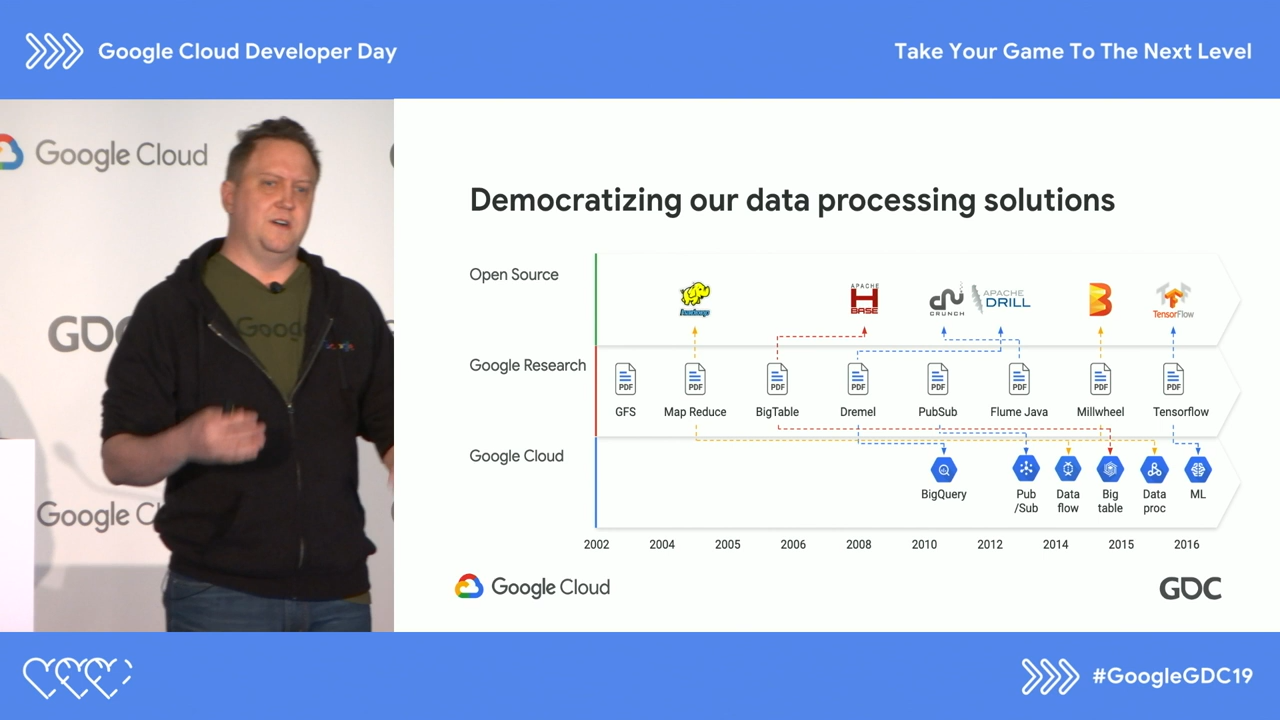 Google Cloud Developer Day
Take Your Game To The Next Level
Google Cloud
GDC
Google
Google C
Democratizing our data processing solutions
Open Source
hadoop
APACHE
HBASE
CRUNCH
APACHE
DRILL
TensorFlow
Google Research
PDF PDF PDF PDF PDF PDF PDF PDF
GFS Map Reduce BigTable Dremel PubSub Flume Java Millwheel Tensorflow
Google Cloud
BigQuery
Pub
/Sub
Data
flow
Big
table
Data
proc
ML
2002 2004 2005 2006 2008 2010 2012 2014 2015 2016
Google Cloud
GDC
#GoogleGDC19